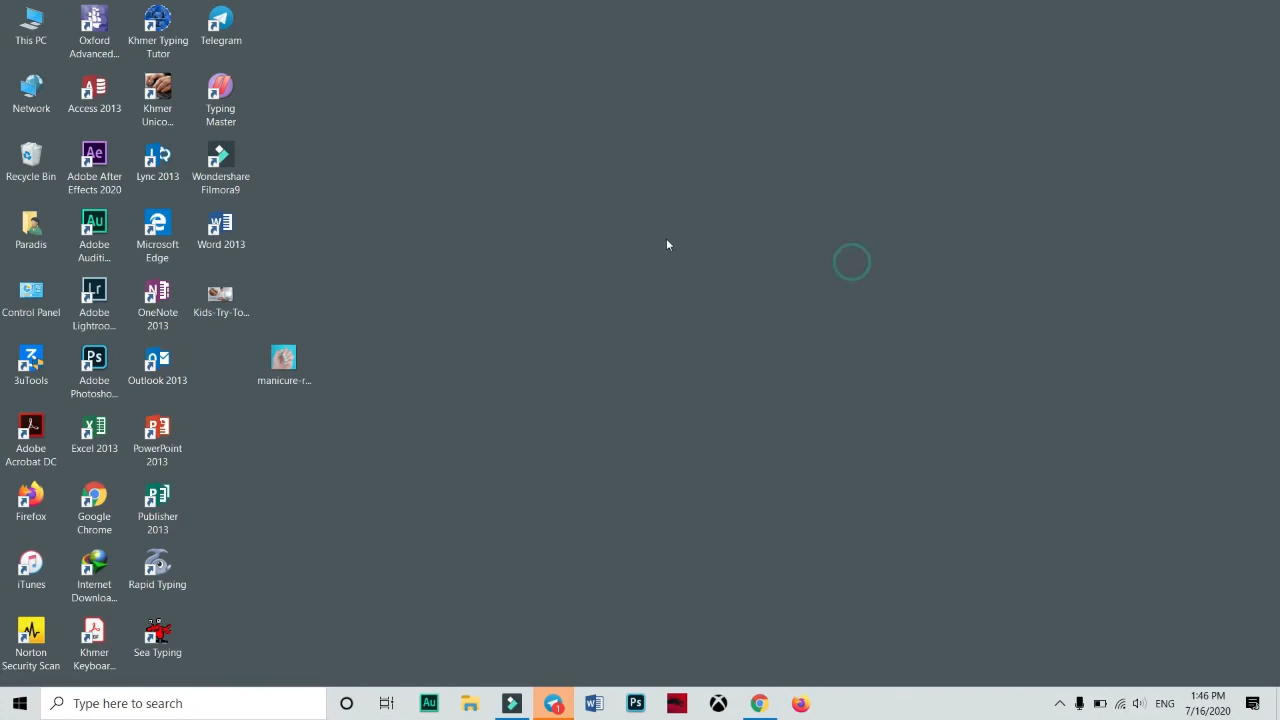 This PC
Oxford
Advanced...
Khmer Typing
Tutor
Telegram
Network
Access 2013
Khmer
Unico...
Typing
Master
Recycle Bin
Adobe After
Effects 2020
Lync 2013
Wondershare
Filmora9
Paradis
Adobe
Auditi...
Microsoft
Edge
Word 2013
Control Panel
Adobe
Lightroo...
OneNote
2013
Kids-Try-To...
3uTools
Adobe
Photosho...
Outlook 2013
manicure-r...
Adobe
Acrobat DC
Excel 2013
PowerPoint
2013
Firefox
Google
Chrome
Publisher
2013
iTunes
Internet
Downloa...
Rapid Typing
Norton
Security Scan
Khmer
Keyboar...
Sea Typing
Type here to search
ENG
1:46 PM
7/16/2020